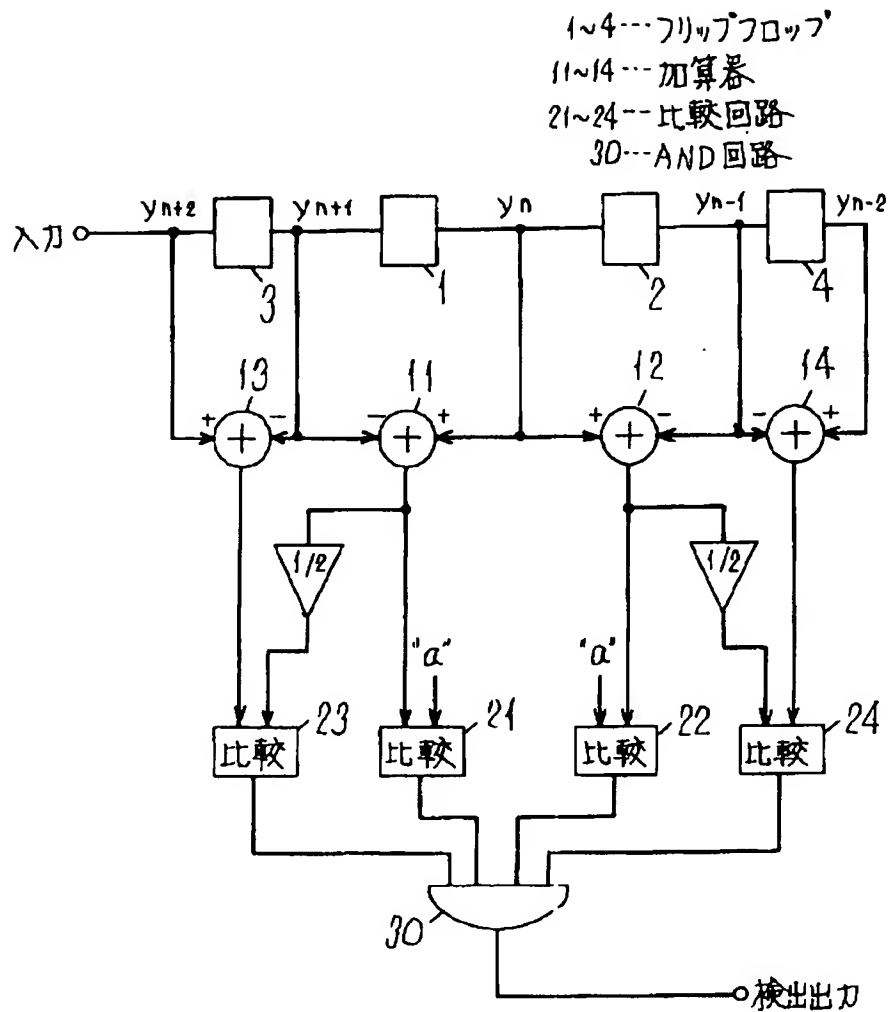 1~4…フリップフロップ
11~14…加算器
21~24…比較回路
30…AND回路
入力
yn+2
yn+1
yn
yn-1
yn-2
3
1
2
4
13
11
12
14
+
-
-
+
+
-
-
+
+
+
+
+
1/2
1/2
"a"
"a"
23
21
22
24
比較
比較
比較
比較
30
検出出力